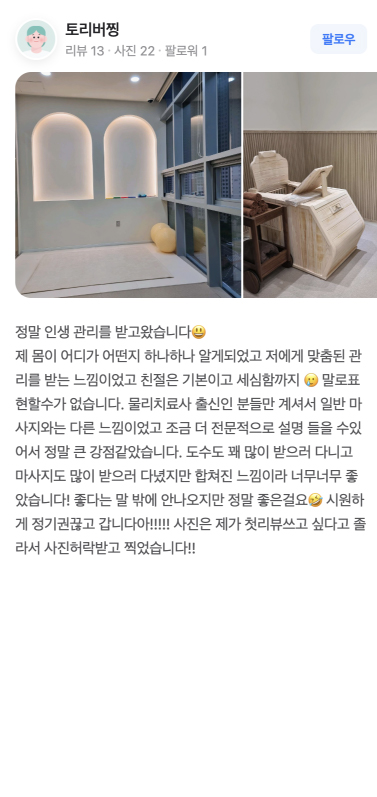 토리버찡
리뷰 13 · 사진 22 · 팔로워 1
팔로우
정말 인생 관리를 받고왔습니다😃
제 몸이 어디가 어떤지 하나하나 알게되었고 저에게 맞춤된 관
리를 받는 느낌이었고 친절은 기본이고 세심함까지 🥲 말로표
현할수가 없습니다. 물리치료사 출신인 분들만 계셔서 일반 마
사지와는 다른 느낌이었고 조금 더 전문적으로 설명 들을 수있
어서 정말 큰 강점같았습니다. 도수도 꽤 많이 받으러 다니고
마사지도 많이 받으러 다녔지만 합쳐진 느낌이라 너무너무 좋
았습니다! 좋다는 말 밖에 안나오지만 정말 좋은걸요🤣 시원하
게 정기권끊고 갑니다아!!!!! 사진은 제가 첫리뷰쓰고 싶다고 졸
라서 사진허락받고 찍었습니다!!